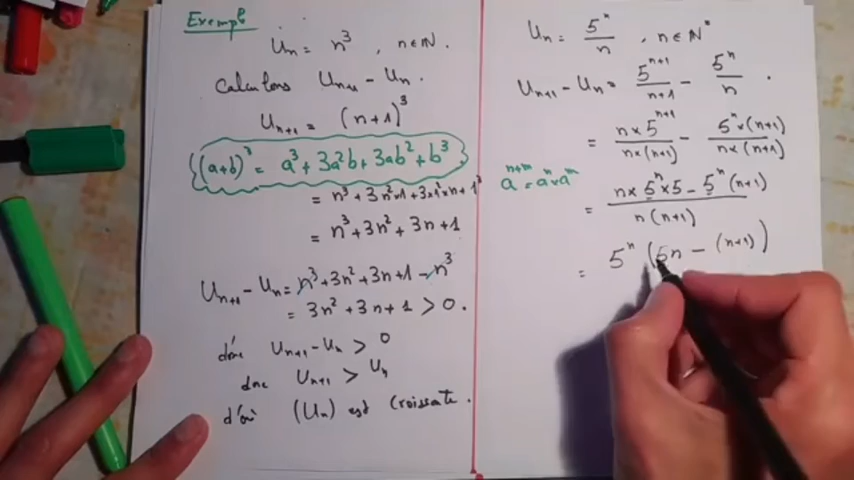 Exemple
Uₙ = n³ , n ∈ ℕ.
Calculons Uₙ₊₁ - Uₙ.
Uₙ₊₁ = (n+1)³
(a+b)³ = a³ + 3a²b + 3ab² + b³
= n³ + 3n²×1 + 3×1²×n + 1³
= n³ + 3n² + 3n + 1
Uₙ₊₁ - Uₙ = n³ + 3n² + 3n + 1 - n³
= 3n² + 3n + 1 > 0.
donc Uₙ₊₁ - Uₙ > 0
donc Uₙ₊₁ > Uₙ
d'où (Uₙ) est croissante.
Uₙ = 5ⁿ/n , n ∈ ℕ*
Uₙ₊₁ - Uₙ = 5ⁿ⁺¹/n+1 - 5ⁿ/n .
= n×5ⁿ⁺¹/n×(n+1) - 5ⁿ×(n+1)/n×(n+1)
aⁿ⁺ᵐ = aⁿ×aᵐ
= n×5ⁿ×5 - 5ⁿ(n+1)/n(n+1)
= 5ⁿ (5n - (n+1))